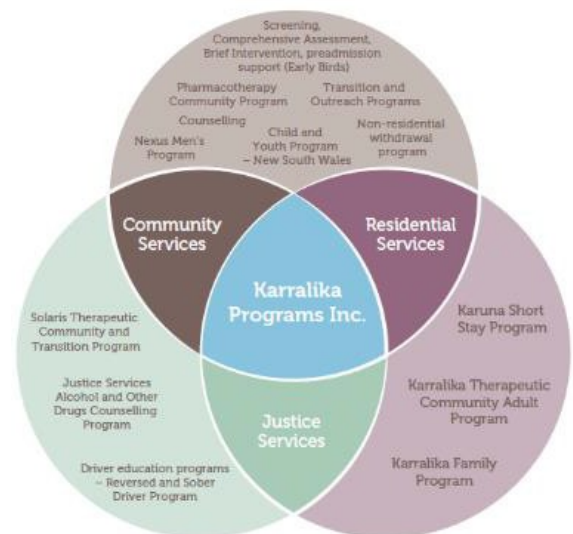 Screening,
Comprehensive Assessment,
Brief Intervention, preadmission
support (Early Birds)
Pharmacotherapy
Community Program
Transition and
Outreach Programs
Counselling
Nexus Men's
Program
Child and
Youth Program
– New South Wales
Non-residential
withdrawal
program
Community
Services
Residential
Services
Karralika
Programs Inc.
Solaris Therapeutic
Community and
Transition Program
Justice Services
Alcohol and Other
Drugs Counselling
Program
Driver education programs
– Reversed and Sober
Driver Program
Justice
Services
Karuna Short
Stay Program
Karralika Therapeutic
Community Adult
Program
Karralika Family
Program